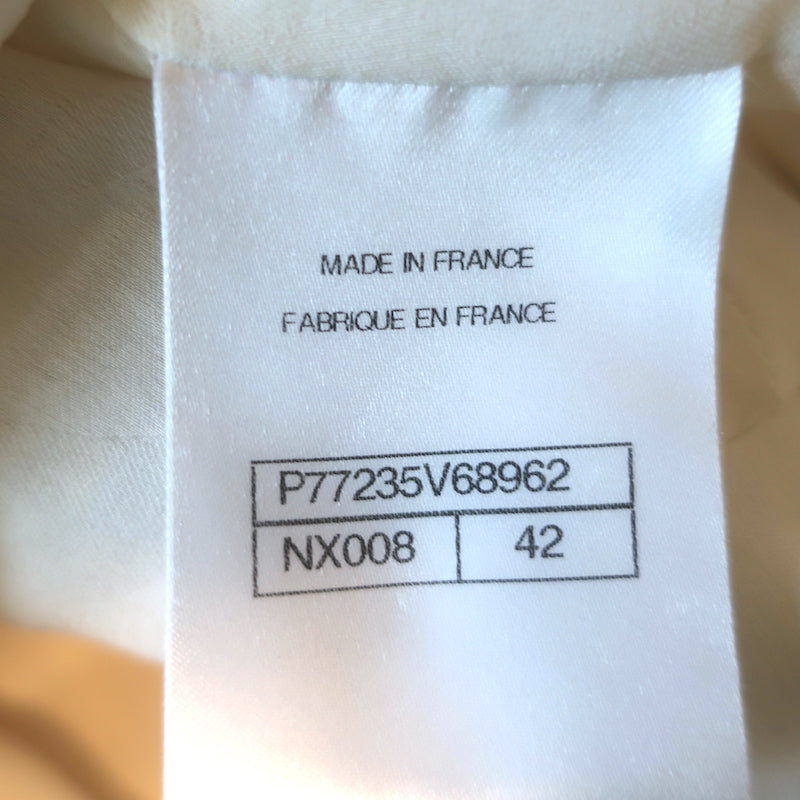 MADE IN FRANCE
FABRIQUE EN FRANCE
P77235V68962
NX008 42